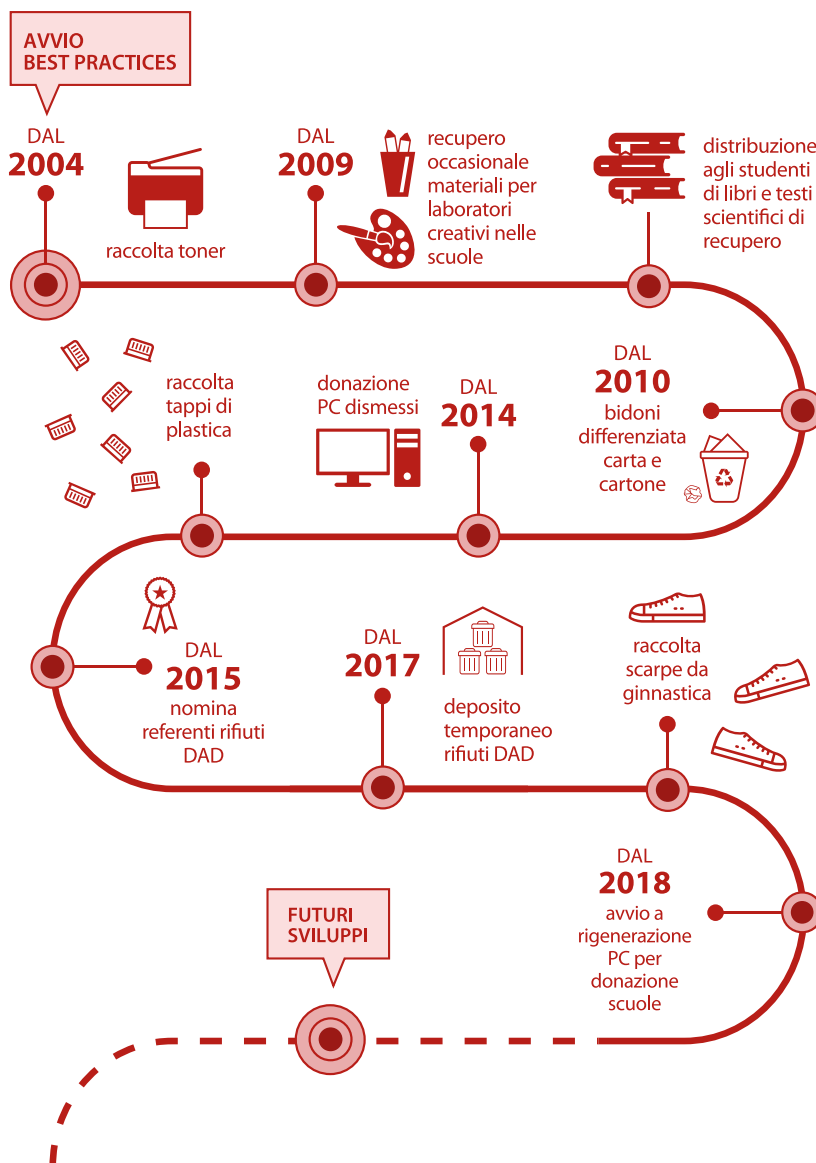 AVVIO
BEST PRACTICES
DAL
2004
raccolta toner
DAL
2009
recupero
occasionale
materiali per
laboratori
creativi nelle
scuole
distribuzione
agli studenti
di libri e testi
scientifici di
recupero
DAL
2010
bidoni
differenziata
carta e
cartone
DAL
2014
donazione
PC dismessi
raccolta
tappi di
plastica
DAL
2015
nomina
referenti rifiuti
DAD
DAL
2017
deposito
temporaneo
rifiuti DAD
raccolta
scarpe da
ginnastica
DAL
2018
avvio a
rigenerazione
PC per
donazione
scuole
FUTURI
SVILUPPI